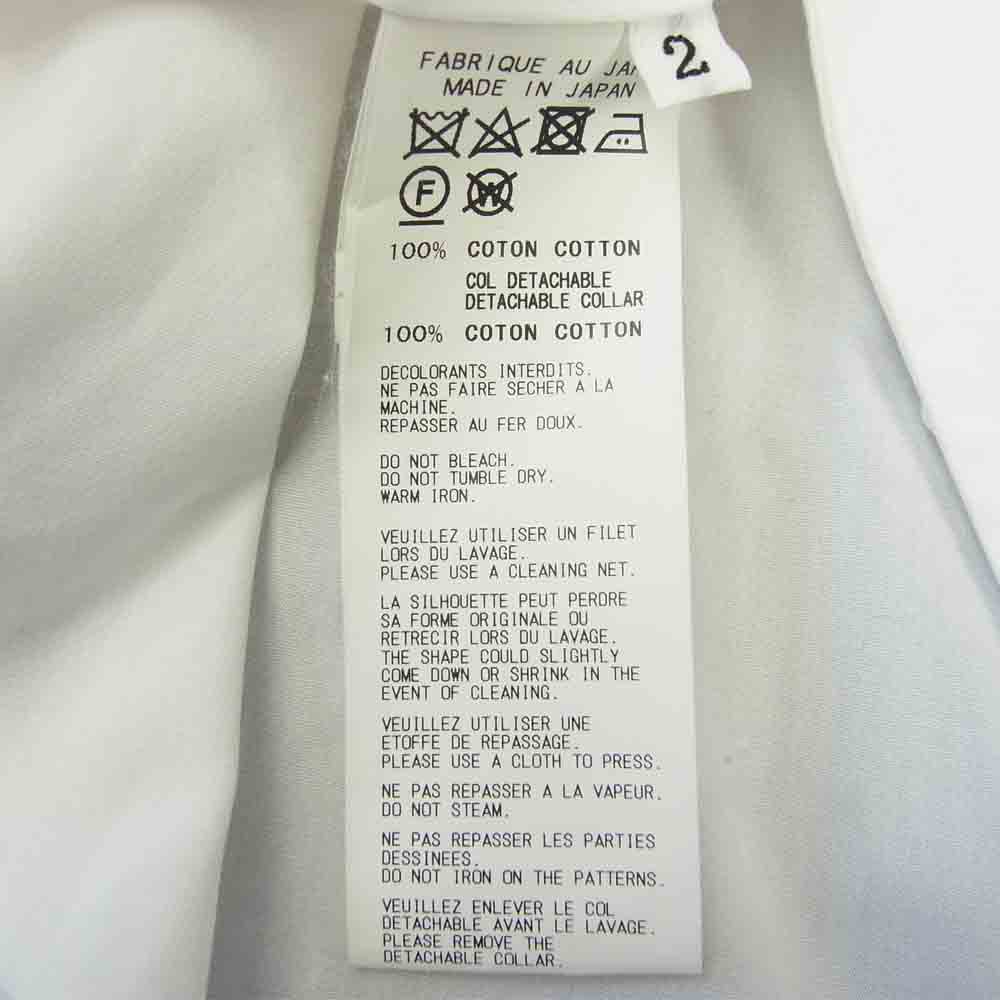 FABRIQUE AU
2
MADE IN JAPAN
F
W
100% COTON COTTON
COL DETACHABLE
DETACHABLE COLLAR
100% COTON COTTON
DECOLORANTS INTERDITS.
NE PAS FAIRE SECHER A LA
MACHINE.
REPASSER AU FER DOUX.
DO NOT BLEACH.
DO NOT TUMBLE DRY.
WARM IRON.
VEUILLEZ UTILISER UN FILET
LORS DU LAVAGE.
PLEASE USE A CLEANING NET.
LA SILHOUETTE PEUT PERDRE
SA FORME ORIGINALE OU
RETRECIR LORS DU LAVAGE.
THE SHAPE COULD SLIGHTLY
COME DOWN OR SHRINK IN THE
EVENT OF CLEANING.
VEUILLEZ UTILISER UNE
ETOFFE DE REPASSAGE.
PLEASE USE A CLOTH TO PRESS.
NE PAS REPASSER A LA VAPEUR.
DO NOT STEAM.
NE PAS REPASSER LES PARTIES
DESSINEES.
DO NOT IRON ON THE PATTERNS.
VEUILLEZ ENLEVER LE COL
DETACHABLE AVANT LE LAVAGE.
PLEASE REMOVE THE
DETACHABLE COLLAR.